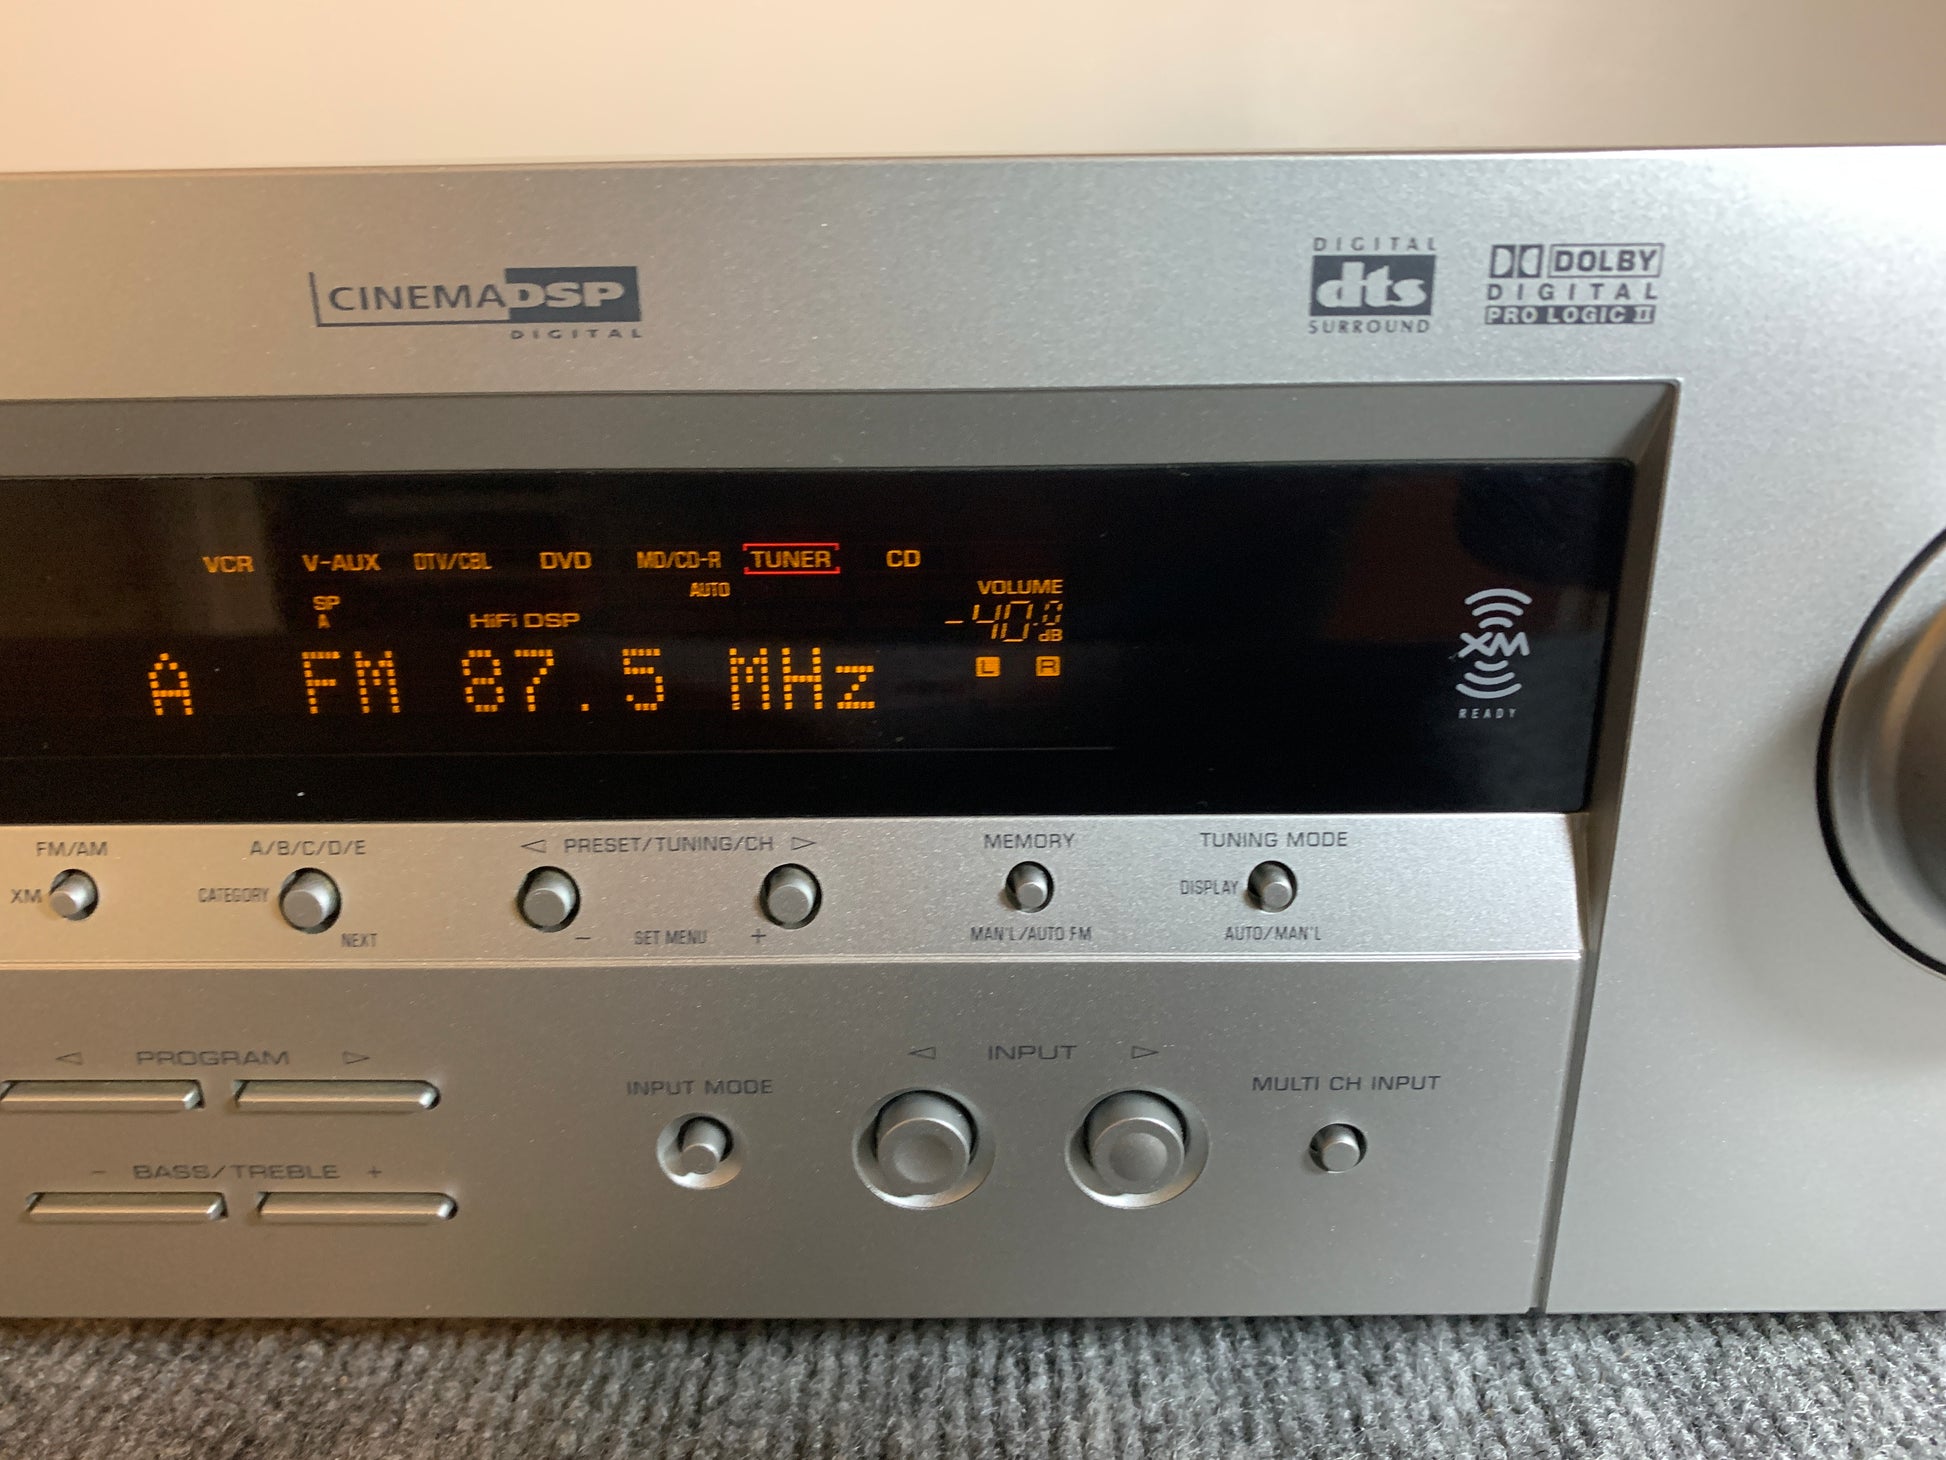 CINEMA DSP
DIGITAL
DIGITAL
dts
SURROUND
DOLBY
DIGITAL
PRO LOGIC II
VCR V-AUX DTV/CBL DVD MD/CD-R TUNER CD
AUTO
VOLUME
SP
A
HiFi DSP
-40.0
dB
A FM 87.5 MHz
L R
XM
READY
FM/AM A/B/C/D/E ◁ PRESET/TUNING/CH ▷ MEMORY TUNING MODE
XM CATEGORY DISPLAY
NEXT − SET MENU + MAN'L/AUTO FM AUTO/MAN'L
◁ PROGRAM ▷ INPUT MODE ◁ INPUT ▷ MULTI CH INPUT
− BASS/TREBLE +